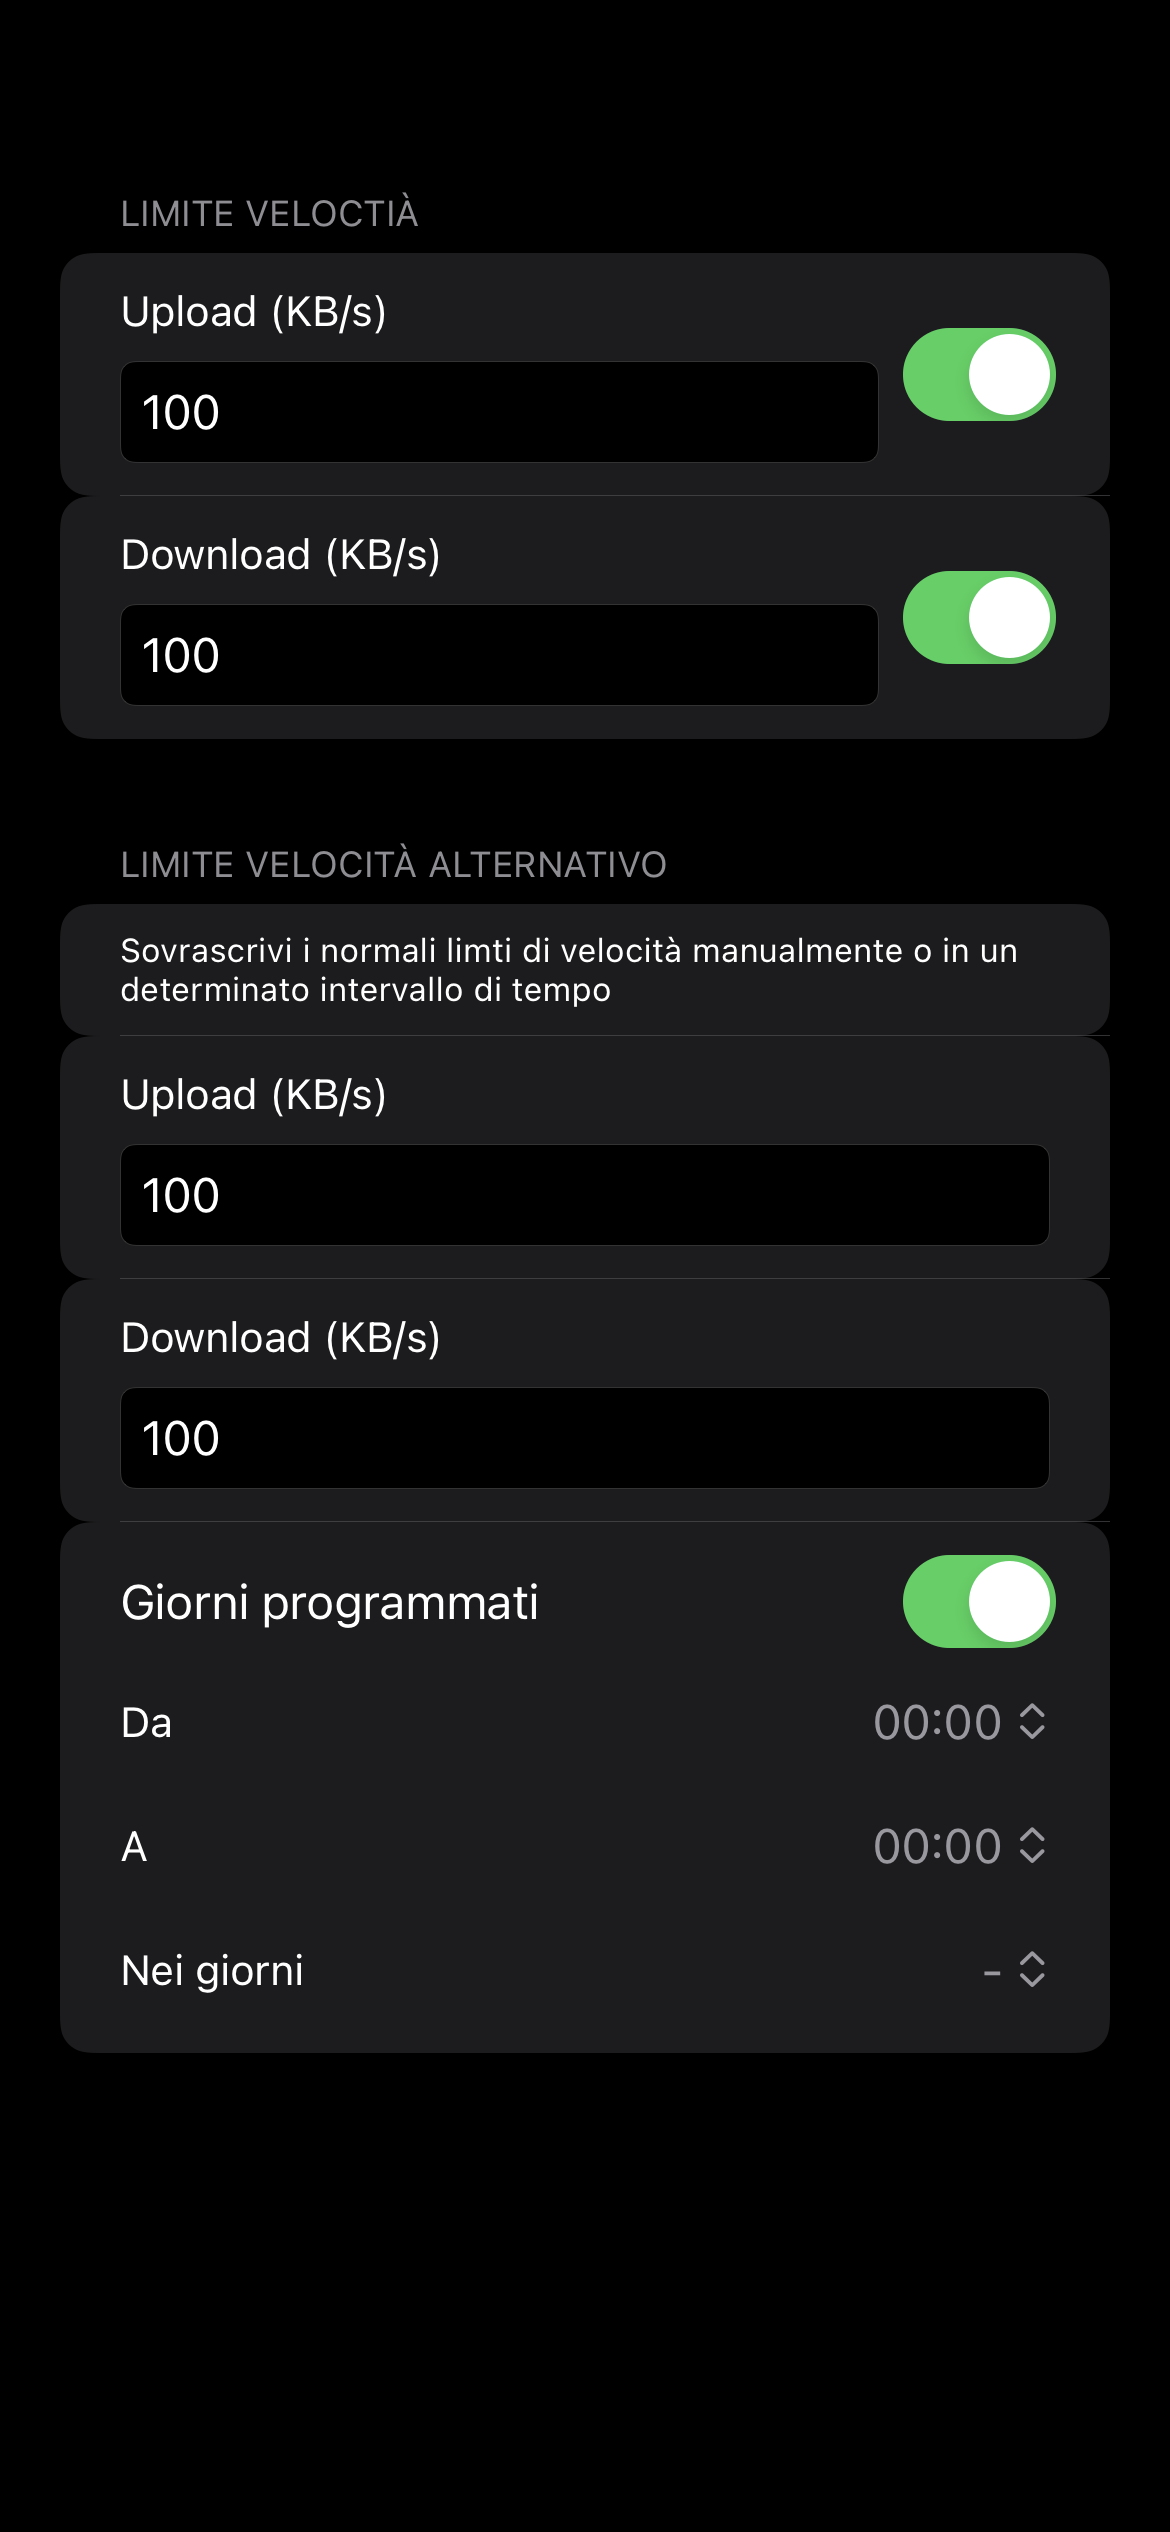 LIMITE VELOCTIÀ
Upload (KB/s)
100
Download (KB/s)
100
LIMITE VELOCITÀ ALTERNATIVO
Sovrascrivi i normali limti di velocità manualmente o in un
determinato intervallo di tempo
Upload (KB/s)
100
Download (KB/s)
100
Giorni programmati
Da 00:00
A 00:00
Nei giorni -